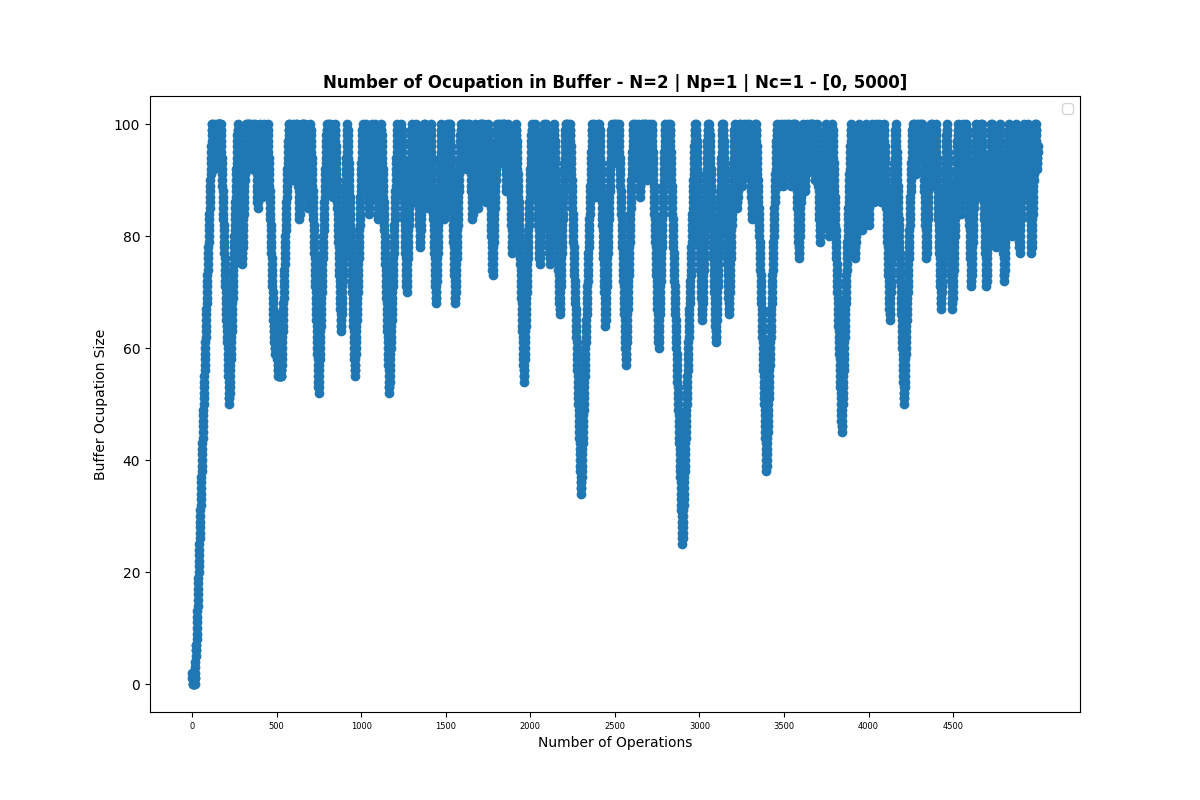 Number of Ocupation in Buffer - N=2 | Np=1 | Nc=1 - [0, 5000]
100
80
60
40
20
0
Buffer Ocupation Size
0 500 1000 1500 2000 2500 3000 3500 4000 4500
Number of Operations